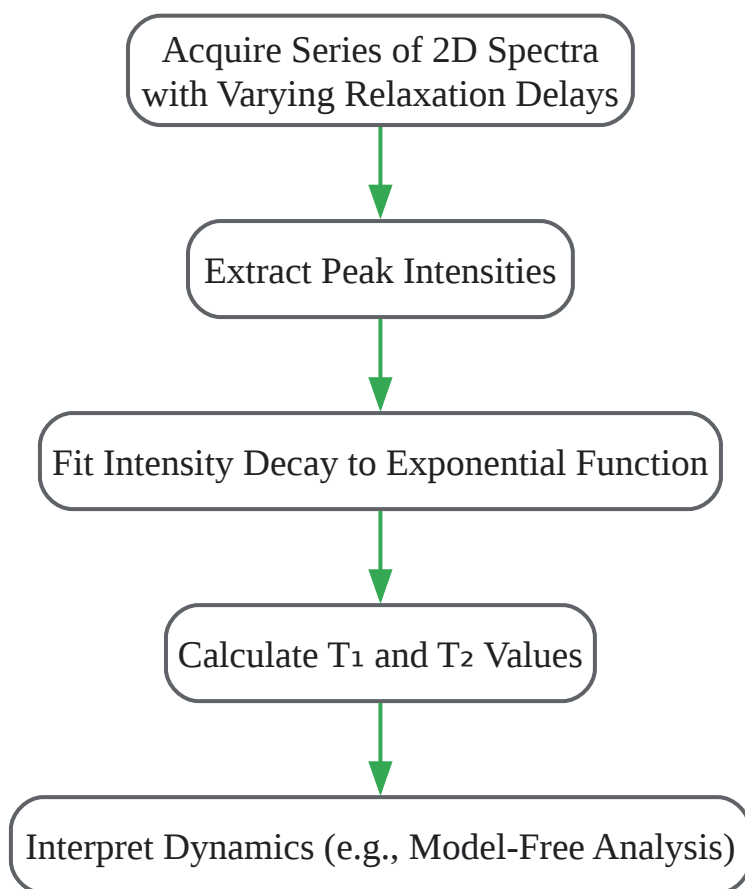 Acquire Series of 2D Spectra
with Varying Relaxation Delays
Extract Peak Intensities
Fit Intensity Decay to Exponential Function
Calculate T₁ and T₂ Values
Interpret Dynamics (e.g., Model-Free Analysis)